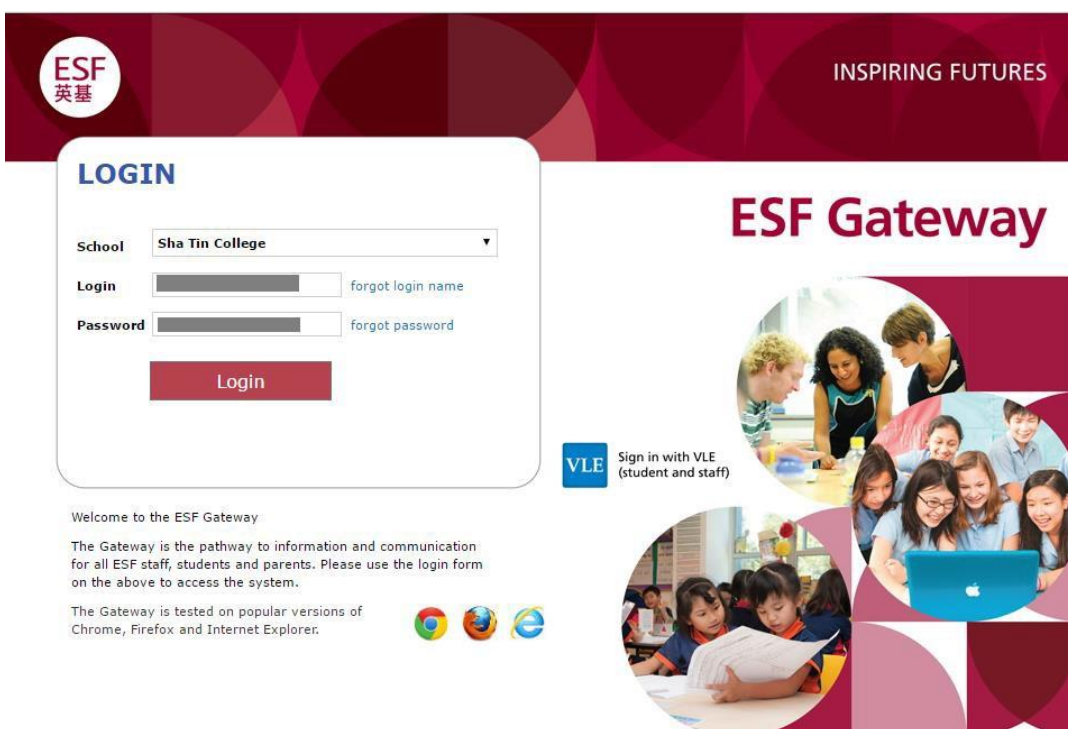 ESF
英基
INSPIRING FUTURES
LOGIN
ESF Gateway
School Sha Tin College
Login forgot login name
Password forgot password
Login
VLE
Sign in with VLE
(student and staff)
Welcome to the ESF Gateway
The Gateway is the pathway to information and communication
for all ESF staff, students and parents. Please use the login form
on the above to access the system.
The Gateway is tested on popular versions of
Chrome, Firefox and Internet Explorer.